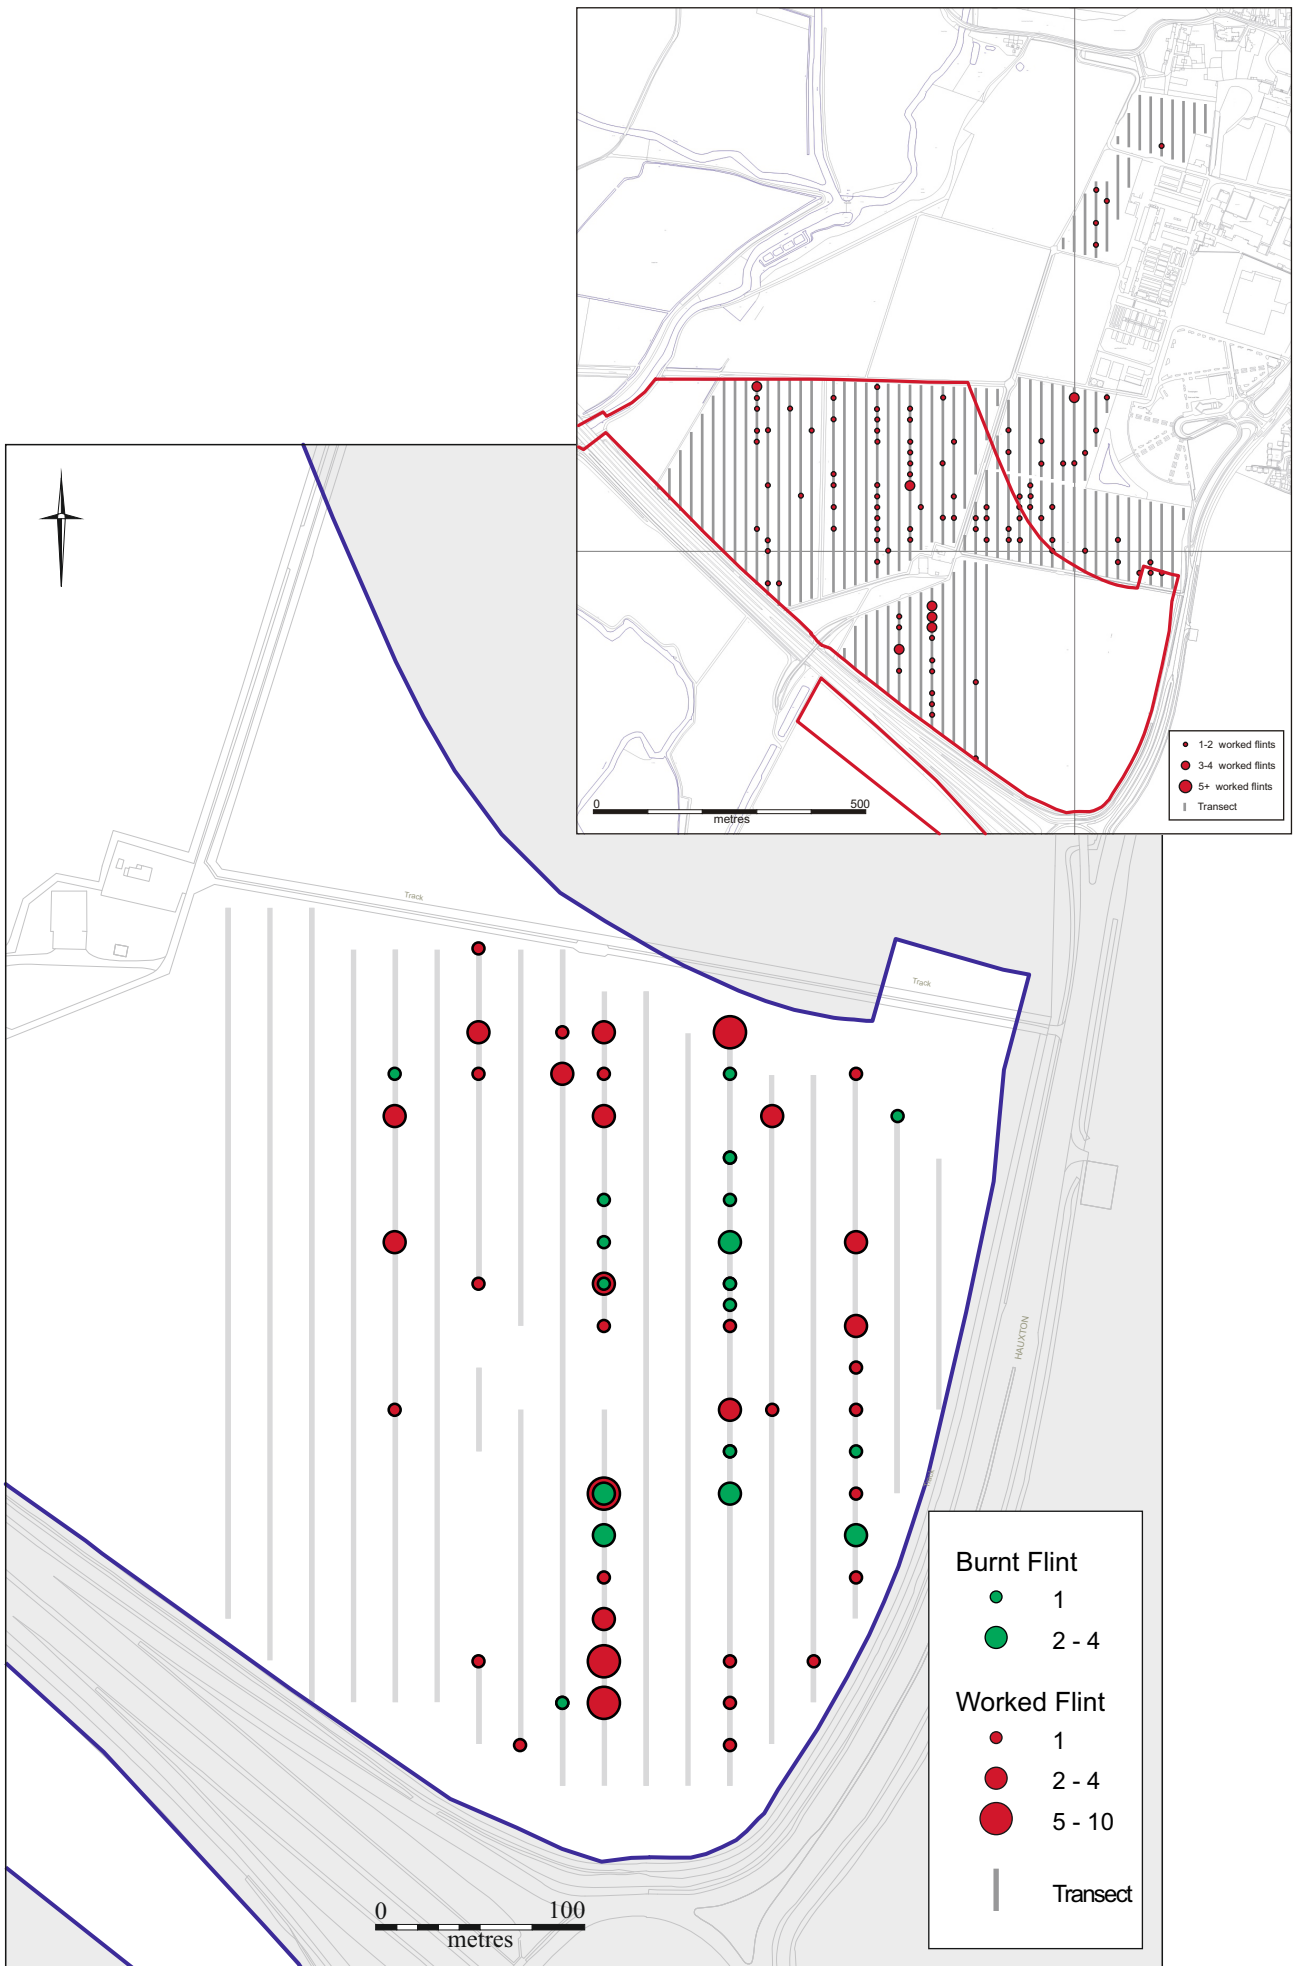 1-2 worked flints
3-4 worked flints
5+ worked flints
Transect
0 500
metres
Track
Track
HAUXTON
Burnt Flint
1
2 - 4
Worked Flint
1
2 - 4
5 - 10
Transect
0 100
metres